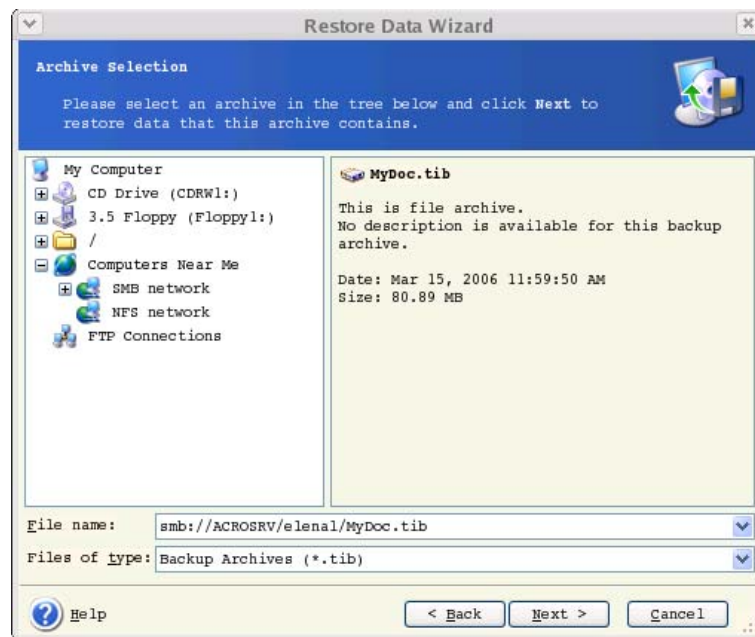 Restore Data Wizard
Archive Selection
Please select an archive in the tree below and click Next to
restore data that this archive contains.
My Computer
CD Drive (CDRW1:)
3.5 Floppy (Floppy1:)
/
Computers Near Me
SMB network
NFS network
FTP Connections
MyDoc.tib
This is file archive.
No description is available for this backup
archive.
Date: Mar 15, 2006 11:59:50 AM
Size: 80.89 MB
File name: smb://ACROSRV/elenal/MyDoc.tib
Files of type: Backup Archives (*.tib)
Help
< Back
Next >
Cancel